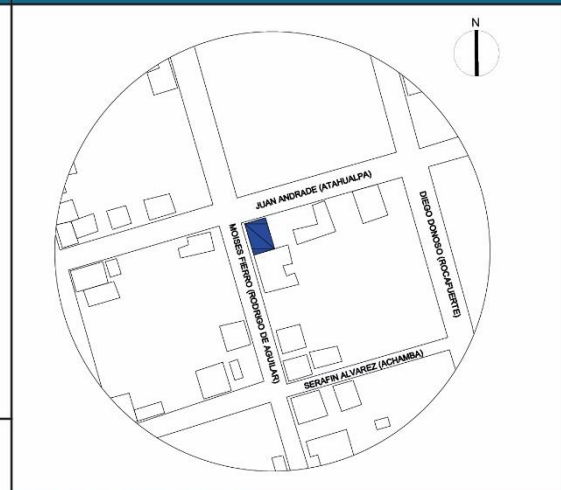 N
JUAN ANDRADE (ATAHUALPA)
MOISES FIERRO (RODRIGO DE AGUILAR)
DIEGO DONOSO (ROCAFUERTE)
SERAFIN ALVAREZ (ACHAMBA)